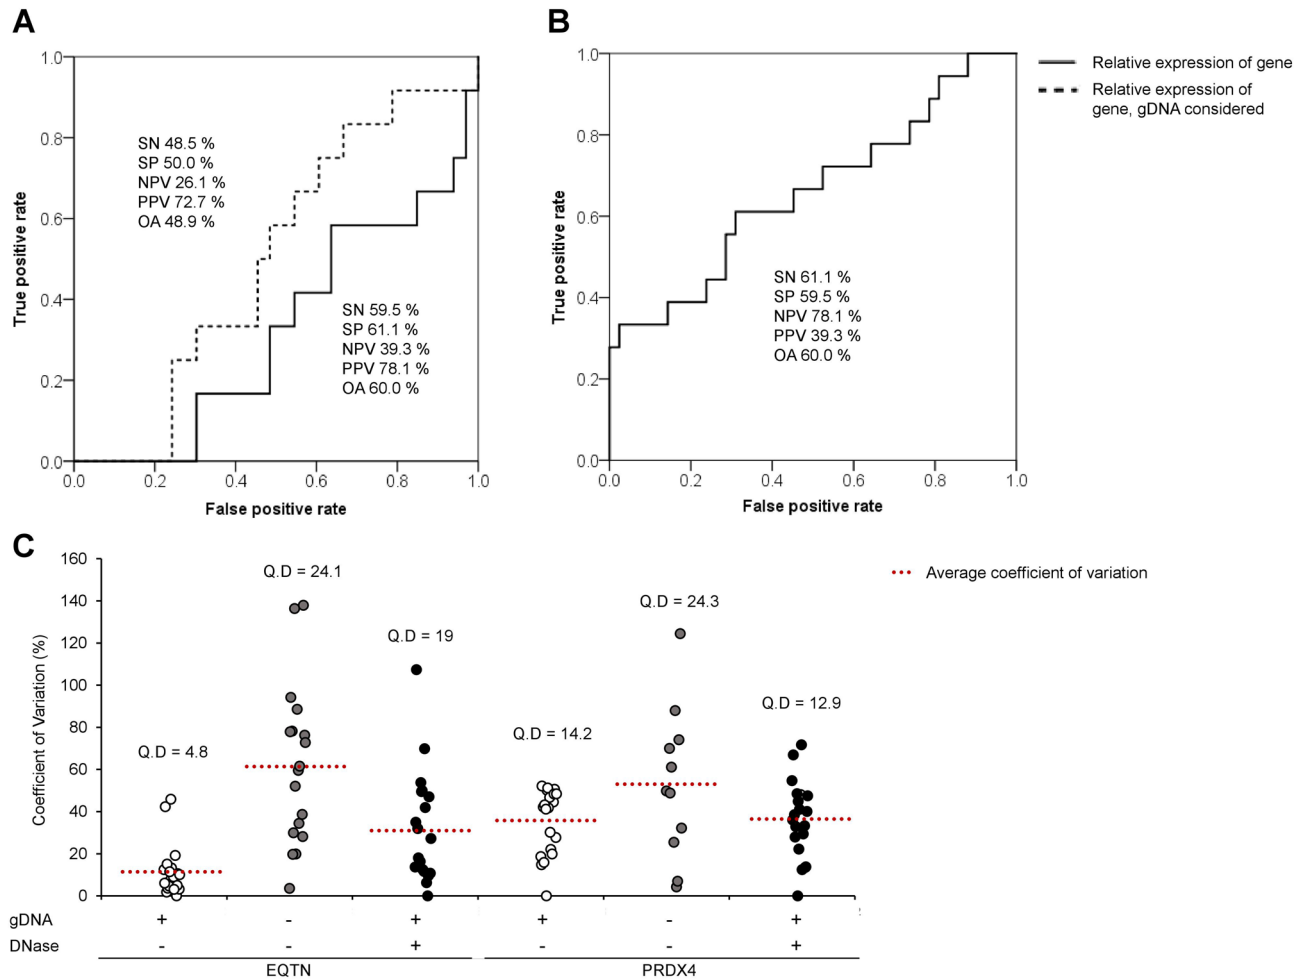 A
1.0
0.8
0.6
0.4
0.2
0.0
True positive rate
SN 48.5 %
SP 50.0 %
NPV 26.1 %
PPV 72.7 %
OA 48.9 %
SN 59.5 %
SP 61.1 %
NPV 39.3 %
PPV 78.1 %
OA 60.0 %
0.0 0.2 0.4 0.6 0.8 1.0
False positive rate
B
1.0
0.8
0.6
0.4
0.2
0.0
True positive rate
SN 61.1 %
SP 59.5 %
NPV 78.1 %
PPV 39.3 %
OA 60.0 %
0.0 0.2 0.4 0.6 0.8 1.0
False positive rate
Relative expression of gene
Relative expression of
gene, gDNA considered
C
160
140
120
100
80
60
40
20
0
Coefficient of Variation (%)
Q.D = 4.8
Q.D = 24.1
Q.D = 19
Q.D = 14.2
Q.D = 24.3
Q.D = 12.9
Average coefficient of variation
gDNA + - + + - +
DNase - - + - - +
EQTN PRDX4